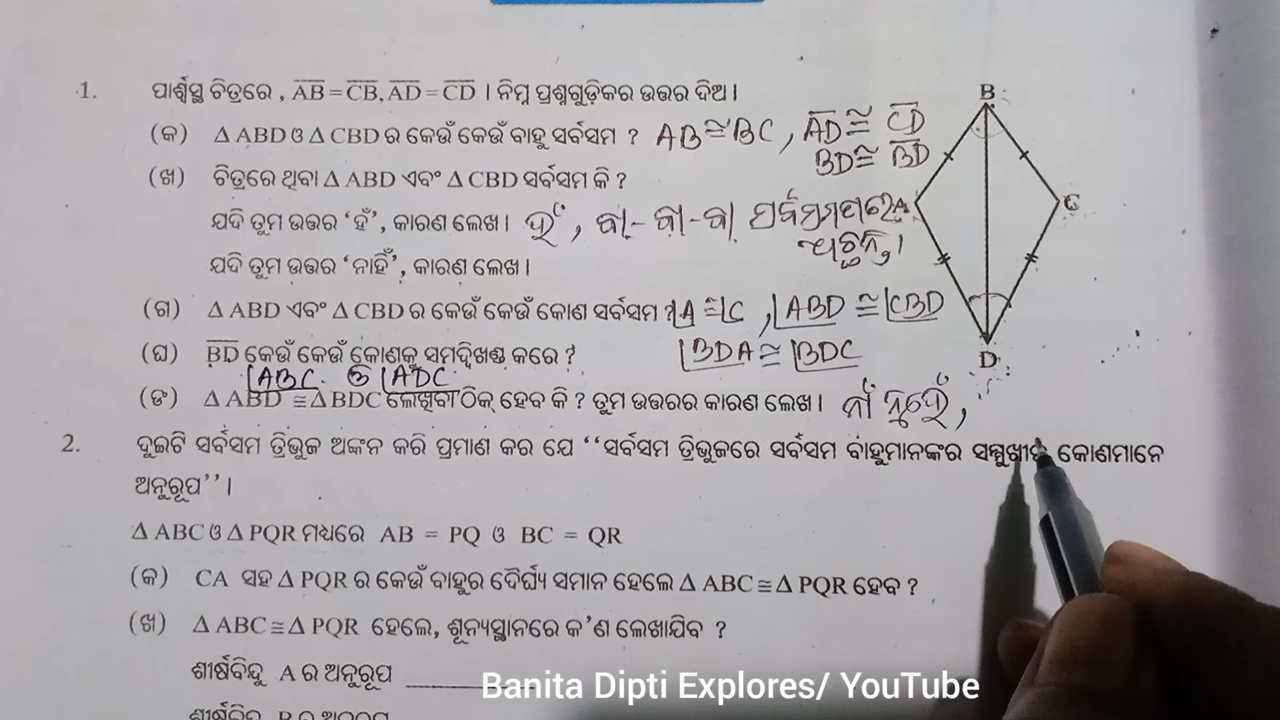 1. ପାର୍ଶ୍ଵସ୍ଥ ଚିତ୍ରରେ , AB = CB, AD = CD । ନିମ୍ନ ପ୍ରଶ୍ନଗୁଡ଼ିକର ଉତ୍ତର ଦିଅ ।
(କ) Δ ABD ଓ Δ CBD ର କେଉଁ କେଉଁ ବାହୁ ସର୍ବସମ ? AB ≅ BC , AD ≅ CD
BD ≅ BD
(ଖ) ଚିତ୍ରରେ ଥିବା Δ ABD ଏବଂ Δ CBD ସର୍ବସମ କି ?
ଯଦି ତୁମ ଉତ୍ତର ‘ହଁ’, କାରଣ ଲେଖ । ହଁ , ବା-ବା-ବା
ଯଦି ତୁମ ଉତ୍ତର ‘ନାହିଁ’, କାରଣ ଲେଖ ।
(ଗ) Δ ABD ଏବଂ Δ CBD ର କେଉଁ କେଉଁ କୋଣ ସର୍ବସମ ? ∠A ≅ ∠C , ∠ABD ≅ ∠CBD
∠BDA ≅ ∠BDC
(ଘ) BD କେଉଁ କେଉଁ କୋଣକୁ ସମଦ୍ୱିଖଣ୍ଡ କରେ ?
∠ABC ଓ ∠ADC
(ଙ) Δ ABD ≅ Δ BDC ଲେଖିବା ଠିକ୍ ହେବ କି ? ତୁମ ଉତ୍ତରର କାରଣ ଲେଖ । ନାଁ ନୁହେଁ ,
B
A
C
D
2. ଦୁଇଟି ସର୍ବସମ ତ୍ରିଭୁଜ ଅଙ୍କନ କରି ପ୍ରମାଣ କର ଯେ ‘‘ସର୍ବସମ ତ୍ରିଭୁଜରେ ସର୍ବସମ ବାହୁମାନଙ୍କର ସମ୍ମୁଖୀନ କୋଣମାନେ
ଅନୁରୂପ’’ ।
Δ ABC ଓ Δ PQR ମଧ୍ୟରେ AB = PQ ଓ BC = QR
(କ) CA ସହ Δ PQR ର କେଉଁ ବାହୁର ଦୈର୍ଘ୍ୟ ସମାନ ହେଲେ Δ ABC ≅ Δ PQR ହେବ ?
(ଖ) Δ ABC ≅ Δ PQR ହେଲେ, ଶୂନ୍ୟସ୍ଥାନରେ କ’ଣ ଲେଖାଯିବ ?
ଶୀର୍ଷବିନ୍ଦୁ A ର ଅନୁରୂପ ________
Banita Dipti Explores/ YouTube